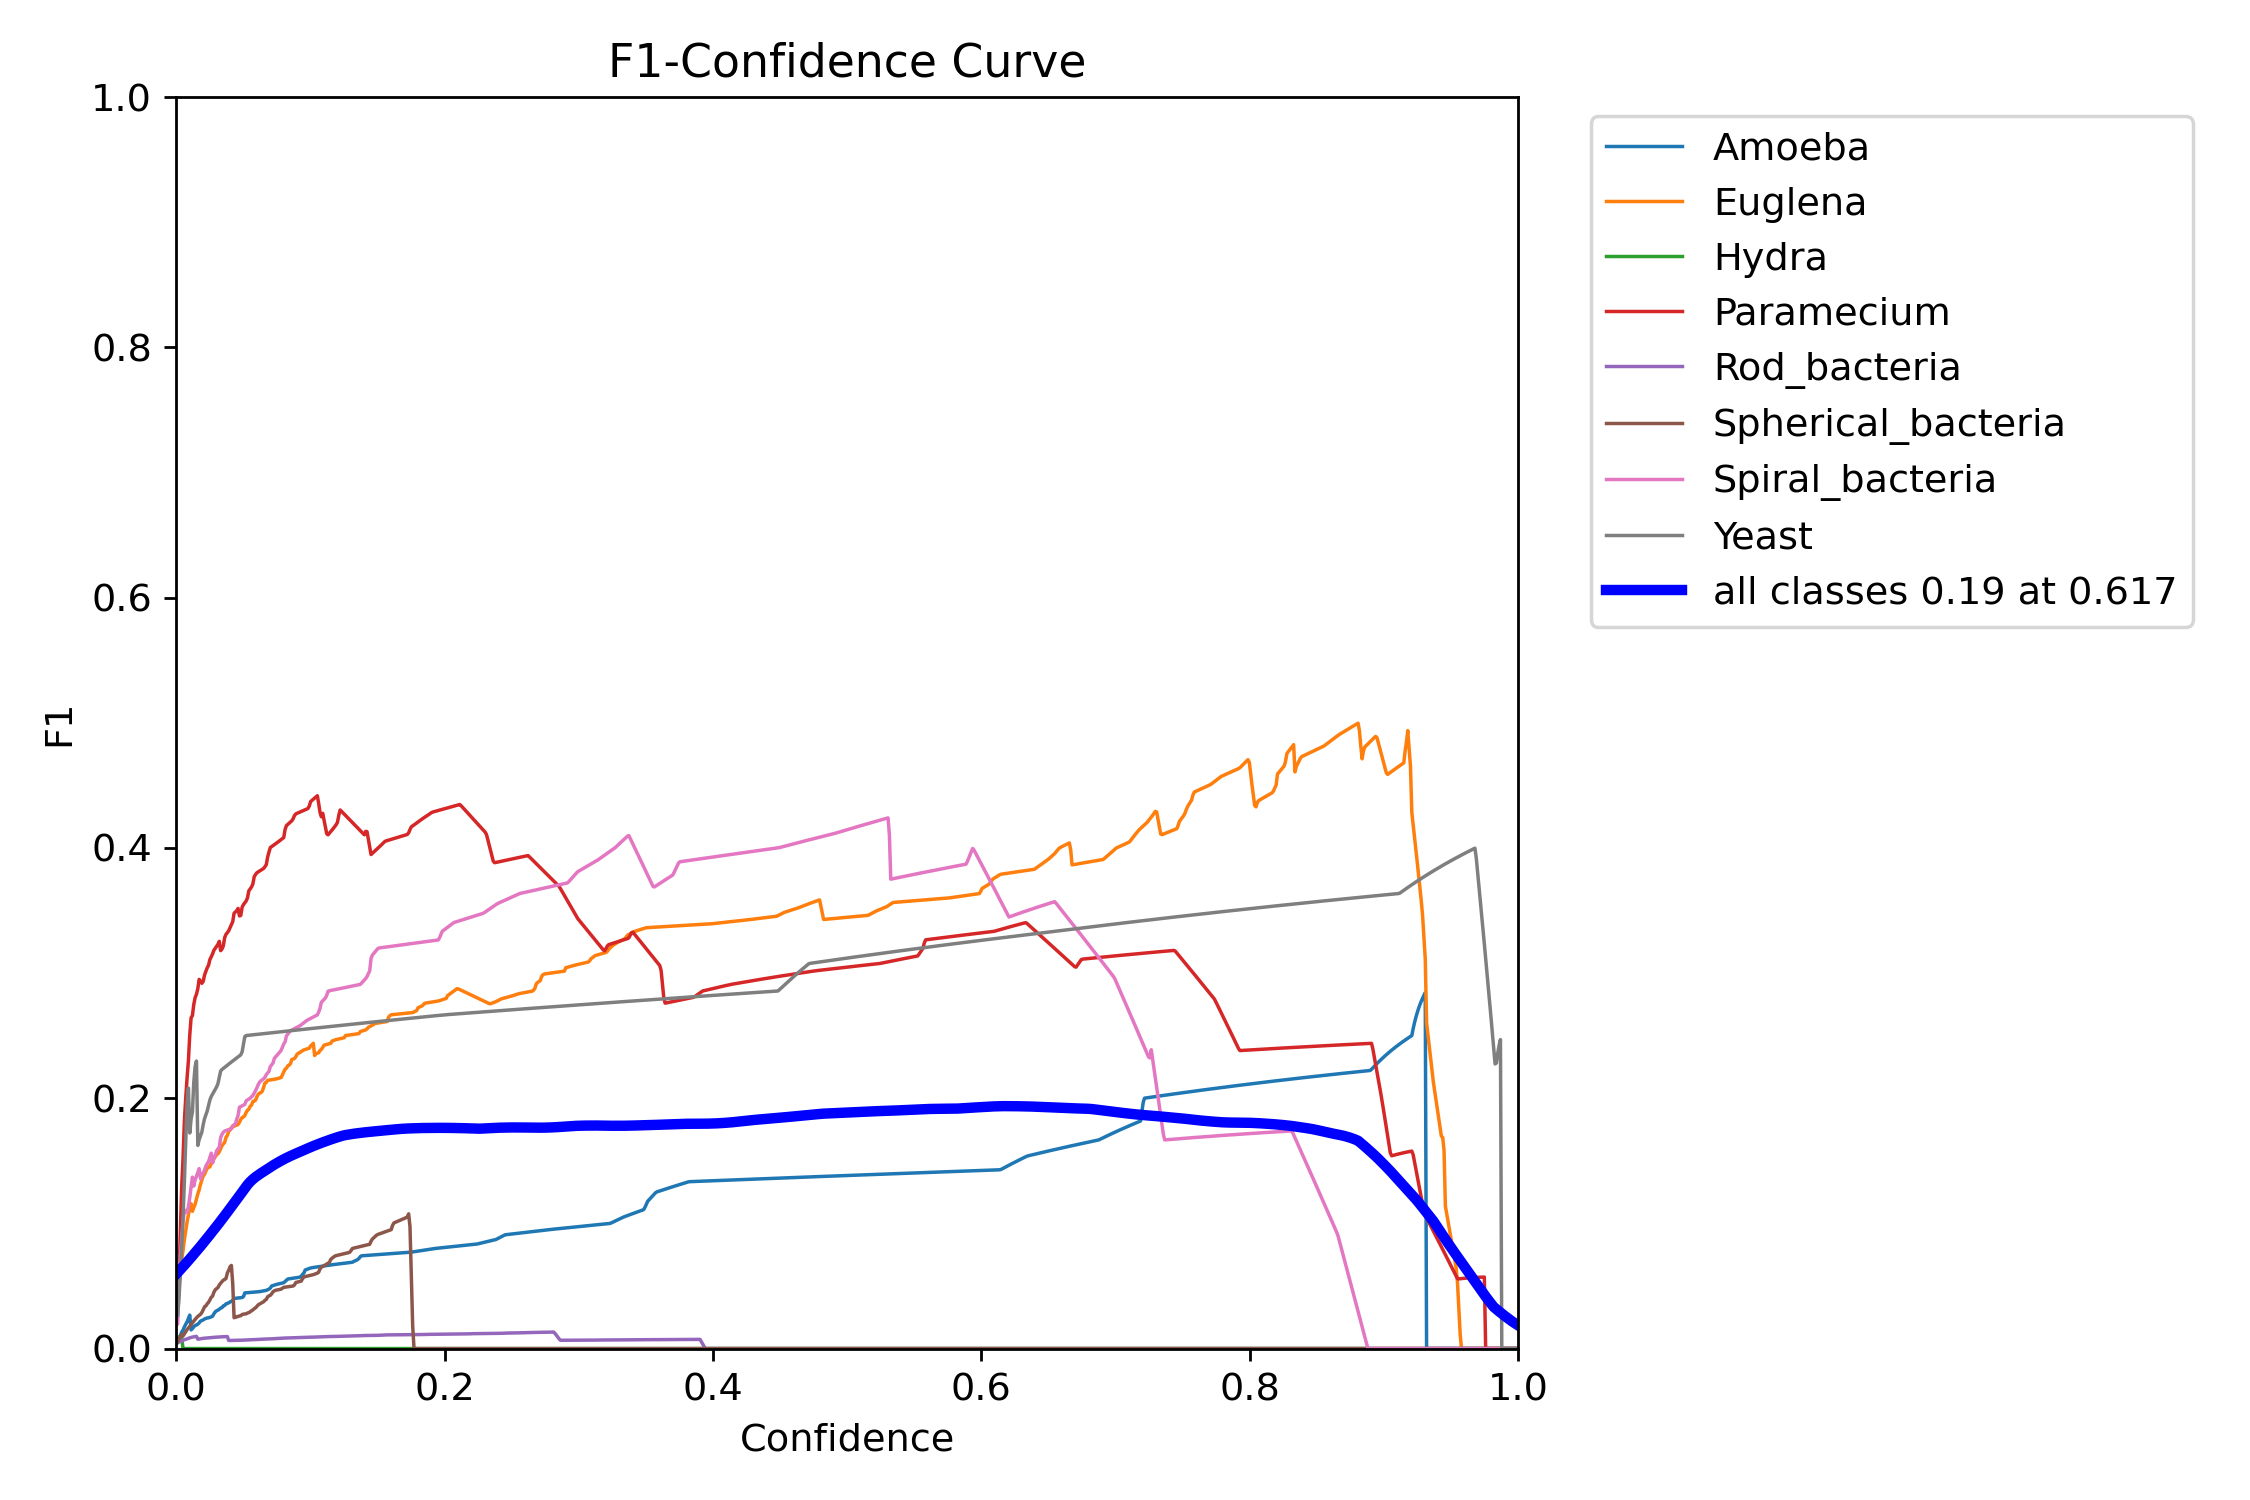 F1-Confidence Curve
1.0
0.8
0.6
0.4
0.2
0.0
F1
0.0 0.2 0.4 0.6 0.8 1.0
Confidence
Amoeba
Euglena
Hydra
Paramecium
Rod_bacteria
Spherical_bacteria
Spiral_bacteria
Yeast
all classes 0.19 at 0.617